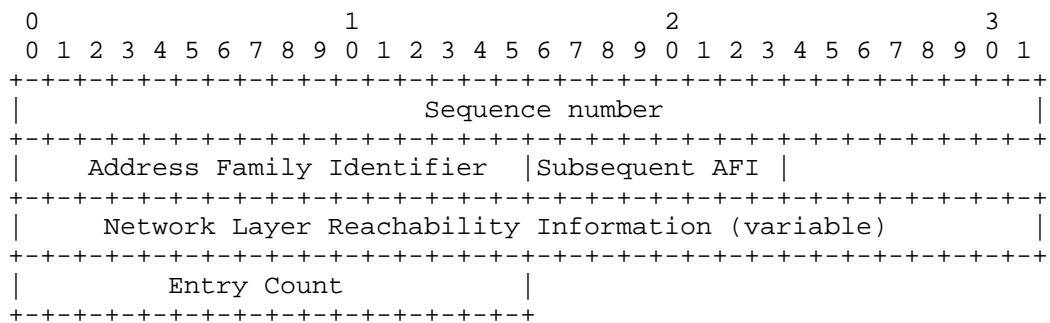 0                   1                   2                   3
 0 1 2 3 4 5 6 7 8 9 0 1 2 3 4 5 6 7 8 9 0 1 2 3 4 5 6 7 8 9 0 1
+-+-+-+-+-+-+-+-+-+-+-+-+-+-+-+-+-+-+-+-+-+-+-+-+-+-+-+-+-+-+-+-+
|                         Sequence number                       |
+-+-+-+-+-+-+-+-+-+-+-+-+-+-+-+-+-+-+-+-+-+-+-+-+-+-+-+-+-+-+-+-+
|    Address Family Identifier  |Subsequent AFI |
+-+-+-+-+-+-+-+-+-+-+-+-+-+-+-+-+-+-+-+-+-+-+-+-+-+-+-+-+-+-+-+-+
|     Network Layer Reachability Information (variable)         |
+-+-+-+-+-+-+-+-+-+-+-+-+-+-+-+-+-+-+-+-+-+-+-+-+-+-+-+-+-+-+-+-+
|         Entry Count           |
+-+-+-+-+-+-+-+-+-+-+-+-+-+-+-+-+